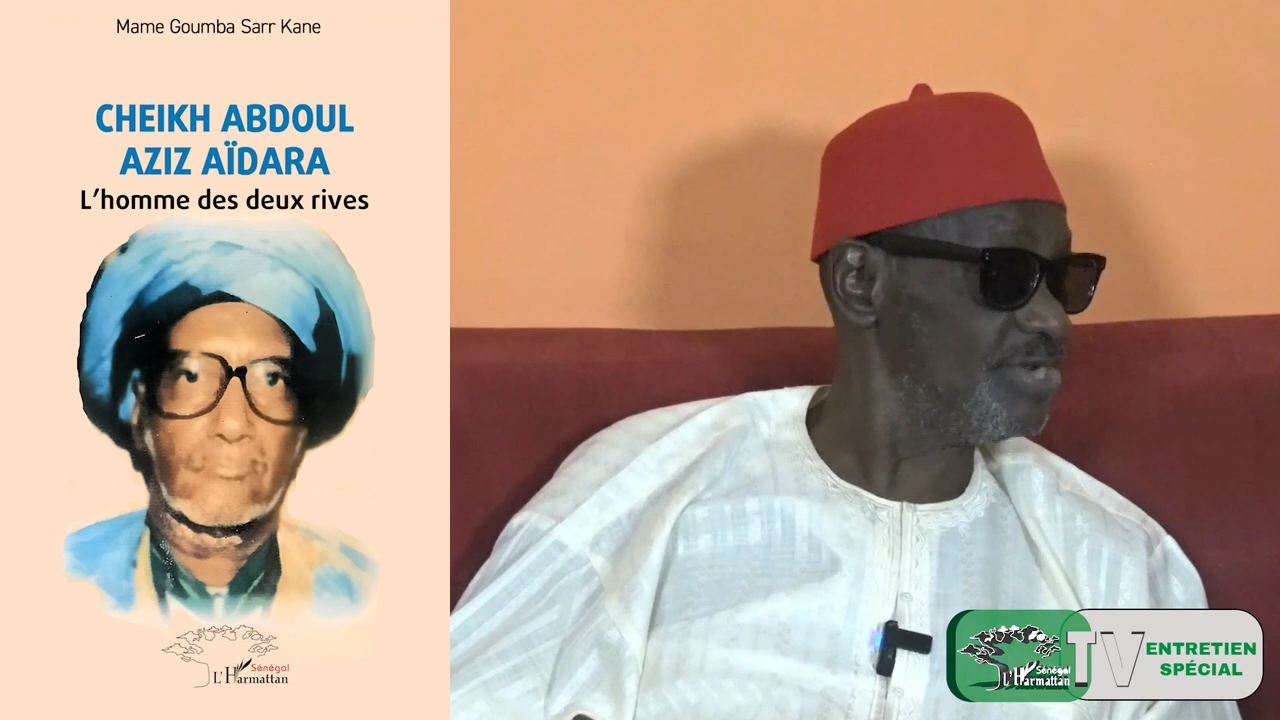 Mame Goumba Sarr Kane
CHEIKH ABDOUL
AZIZ AÏDARA
L'homme des deux rives
Sénégal
L'Harmattan
Sénégal
L'Harmattan
TV
ENTRETIEN
SPÉCIAL